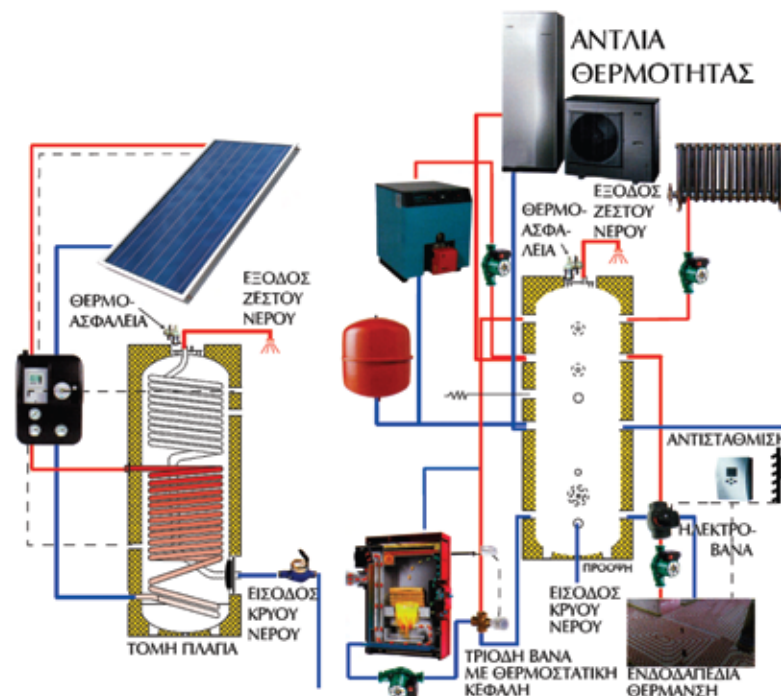 ΑΝΤΛΙΑ
ΘΕΡΜΟΤΗΤΑΣ
ΘΕΡΜΟ-
ΑΣΦΑ-
ΛΕΙΑ
ΕΞΟΔΟΣ
ΖΕΣΤΟΥ
ΝΕΡΟΥ
ΘΕΡΜΟ-
ΑΣΦΑΛΕΙΑ
ΕΞΟΔΟΣ
ΖΕΣΤΟΥ
ΝΕΡΟΥ
ΑΝΤΙΣΤΑΘΜΙΣΗ
ΗΛΕΚΤΡΟ-
ΒΑΝΑ
ΠΡΟΟΨΗ
ΕΙΣΟΔΟΣ
ΚΡΥΟΥ
ΝΕΡΟΥ
ΤΟΜΗ ΠΛΑΓΙΑ
ΕΙΣΟΔΟΣ
ΚΡΥΟΥ
ΝΕΡΟΥ
ΤΡΙΟΔΗ ΒΑΝΑ
ΜΕ ΘΕΡΜΟΣΤΑΤΙΚΗ
ΚΕΦΑΛΗ
ΕΝΔΟΔΑΠΕΔΙΑ
ΘΕΡΜΑΝΣΗ